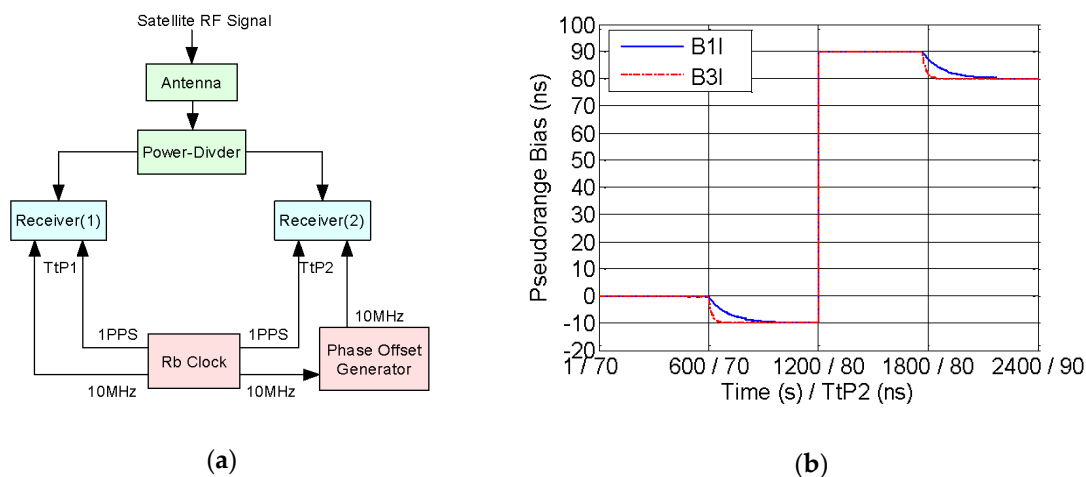 Satellite RF Signal
Antenna
Power-Divder
Receiver(1)
Receiver(2)
TtP1
TtP2
1PPS
1PPS
10MHz
Rb Clock
Phase Offset
Generator
10MHz
10MHz
(a)
Pseudorange Bias (ns)
100
90
80
70
60
50
40
30
20
10
0
-10
-20
B1I
B3I
1 / 70
600 / 70
1200 / 80
1800 / 80
2400 / 90
Time (s) / TtP2 (ns)
(b)